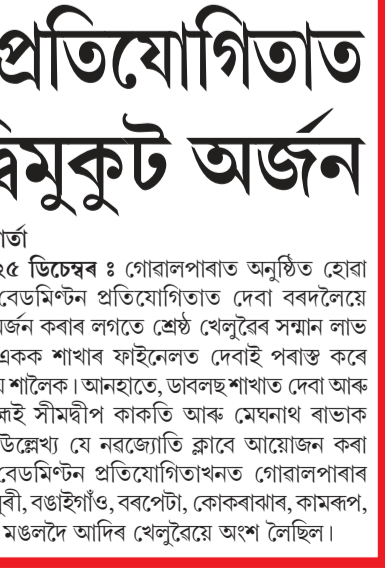 প্ৰতিযোগিতাত
দ্বিমুকুট অৰ্জন
ৰ্তা
২৫ ডিচেম্বৰ ঃ গোৱালপাৰাত অনুষ্ঠিত হোৱা
বেডমিণ্টন প্ৰতিযোগিতাত দেবা বৰদলৈয়ে
অৰ্জন কৰাৰ লগতে শ্ৰেষ্ঠ খেলুৱৈৰ সন্মান লাভ
একক শাখাৰ ফাইনেলত দেবাই পৰাস্ত কৰে
শালৈক। আনহাতে, ডাবলছ শাখাত দেবা আৰু
সীমদ্বীপ কাকতি আৰু মেঘনাথ ৰাভাক
উল্লেখ্য যে নৱজ্যোতি ক্লাবে আয়োজন কৰা
বেডমিণ্টন প্ৰতিযোগিতাখনত গোৱালপাৰাৰ
বঙাইগাঁও, বৰপেটা, কোকৰাঝাৰ, কামৰূপ,
মঙলদৈ আদিৰ খেলুৱৈয়ে অংশ লৈছিল।